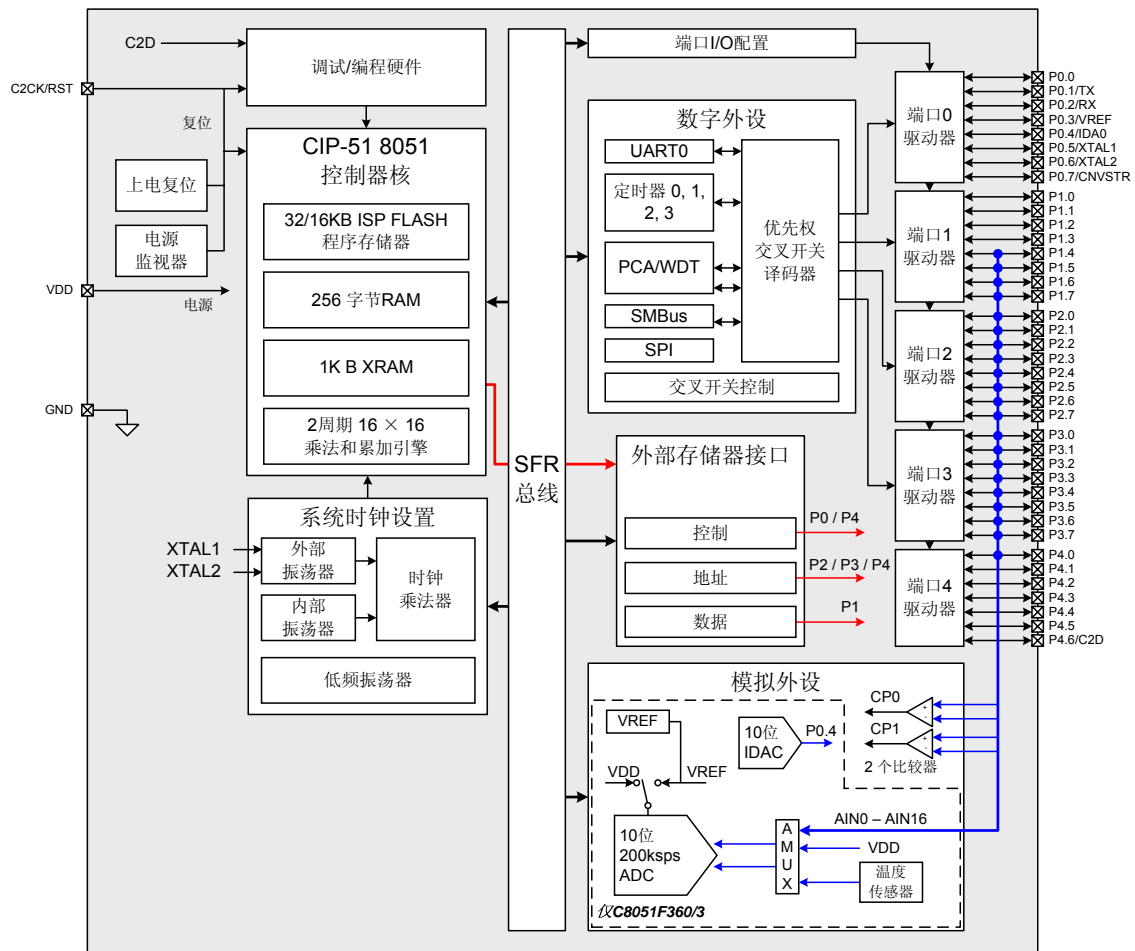 C2D
C2CK/RST
复位
上电复位
电源
监视器
VDD
电源
GND
调试/编程硬件
CIP-51 8051
控制器核
32/16KB ISP FLASH
程序存储器
256 字节RAM
1K B XRAM
2周期 16 × 16
乘法和累加引擎
系统时钟设置
XTAL1
XTAL2
外部
振荡器
内部
振荡器
时钟
乘法器
低频振荡器
SFR
总线
端口I/O配置
数字外设
UART0
定时器 0, 1,
2, 3
PCA/WDT
SMBus
SPI
优先权
交叉开关
译码器
交叉开关控制
外部存储器接口
控制
地址
数据
P0 / P4
P2 / P3 / P4
P1
模拟外设
VREF
VDD
VREF
10位
IDAC
P0.4
CP0
+
-
CP1
+
-
2 个比较器
10位
200ksps
ADC
A
M
U
X
AIN0 – AIN16
VDD
温度
传感器
仅C8051F360/3
端口0
驱动器
端口1
驱动器
端口2
驱动器
端口3
驱动器
端口4
驱动器
P0.0
P0.1/TX
P0.2/RX
P0.3/VREF
P0.4/IDA0
P0.5/XTAL1
P0.6/XTAL2
P0.7/CNVSTR
P1.0
P1.1
P1.2
P1.3
P1.4
P1.5
P1.6
P1.7
P2.0
P2.1
P2.2
P2.3
P2.4
P2.5
P2.6
P2.7
P3.0
P3.1
P3.2
P3.3
P3.4
P3.5
P3.6
P3.7
P4.0
P4.1
P4.2
P4.3
P4.4
P4.5
P4.6/C2D